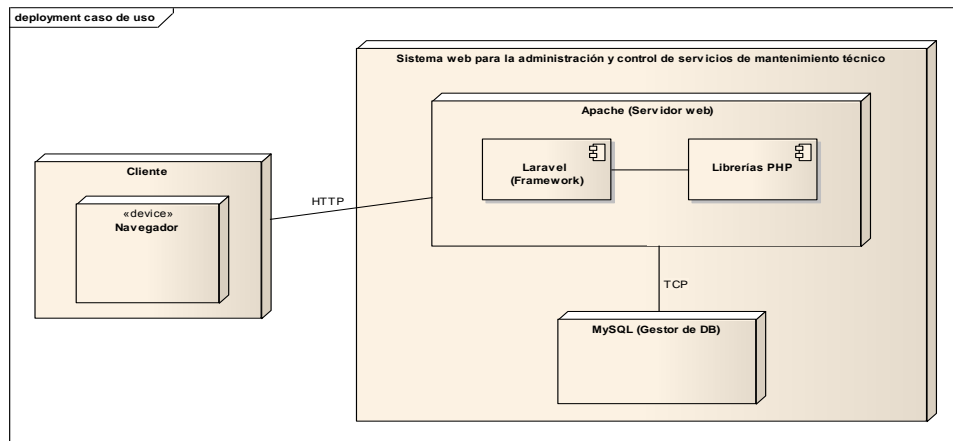 deployment caso de uso
Sistema web para la administración y control de servicios de mantenimiento técnico
Apache (Servidor web)
Laravel
(Framework)
Librerías PHP
Cliente
«device»
Navegador
HTTP
TCP
MySQL (Gestor de DB)